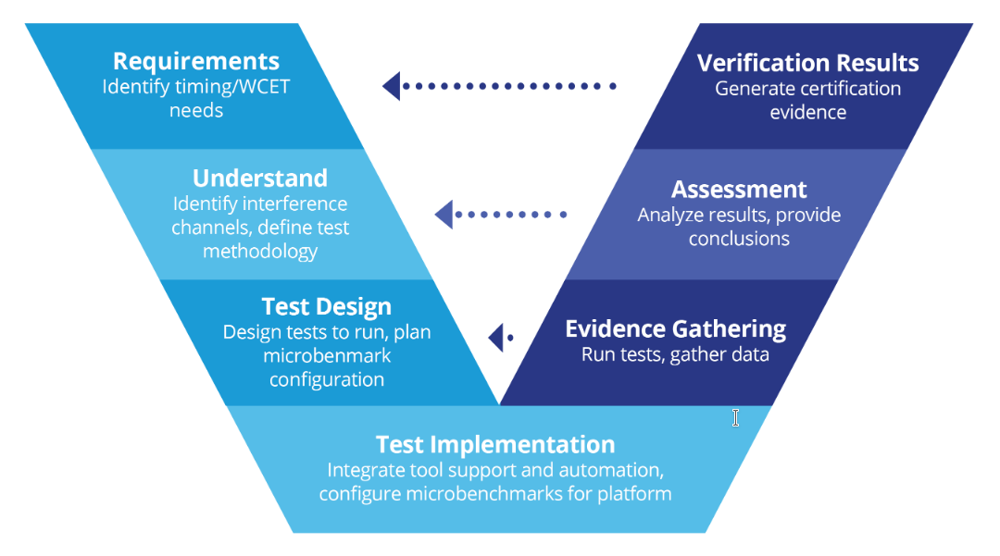 Requirements
Identify timing/WCET
needs
Understand
Identify interference
channels, define test
methodology
Test Design
Design tests to run, plan
microbenmark
configuration
Test Implementation
Integrate tool support and automation,
configure microbenchmarks for platform
Evidence Gathering
Run tests, gather data
Assessment
Analyze results, provide
conclusions
Verification Results
Generate certification
evidence